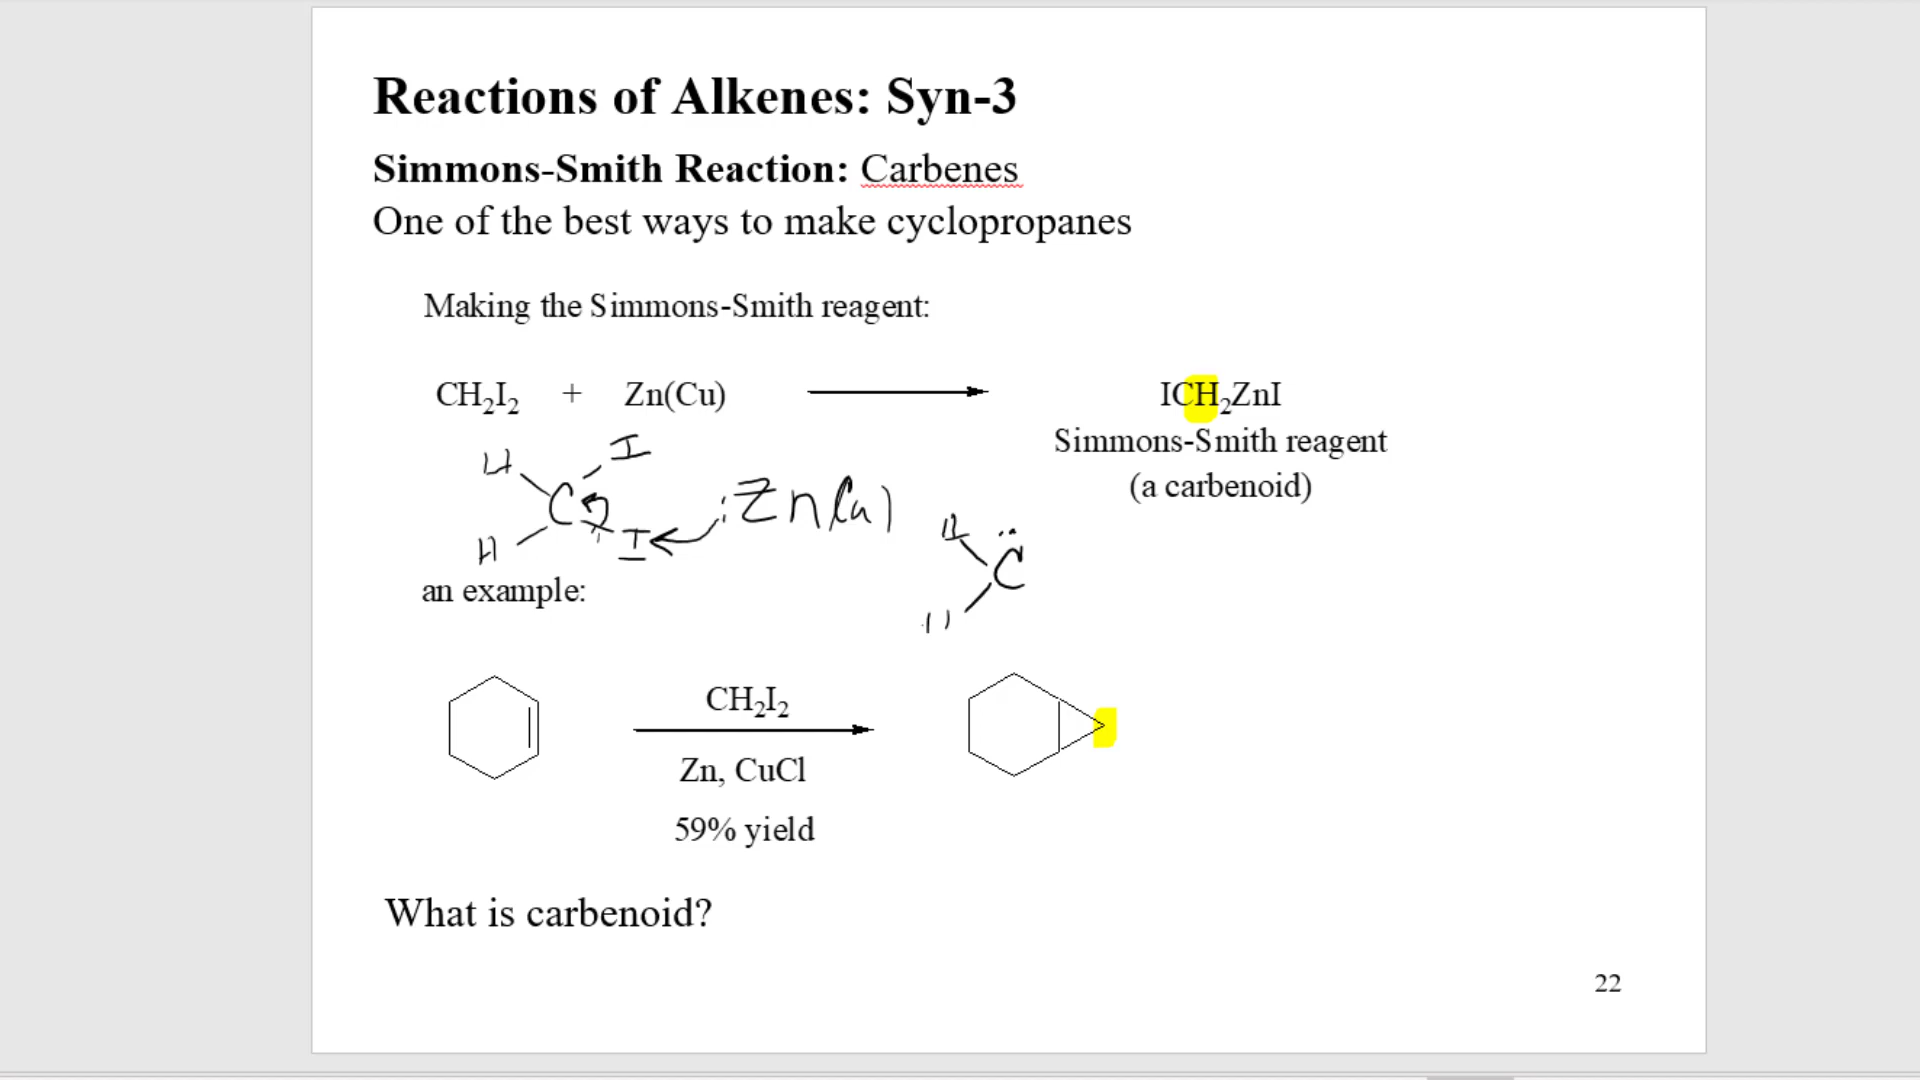 Reactions of Alkenes: Syn-3
Simmons-Smith Reaction: Carbenes
One of the best ways to make cyclopropanes
Making the Simmons-Smith reagent:
CH₂I₂ + Zn(Cu) ICH₂ZnI
Simmons-Smith reagent
(a carbenoid)
H I
C :Zn(Cu)
H I
H
C
H
an example:
CH₂I₂
Zn, CuCl
59% yield
What is carbenoid?
22